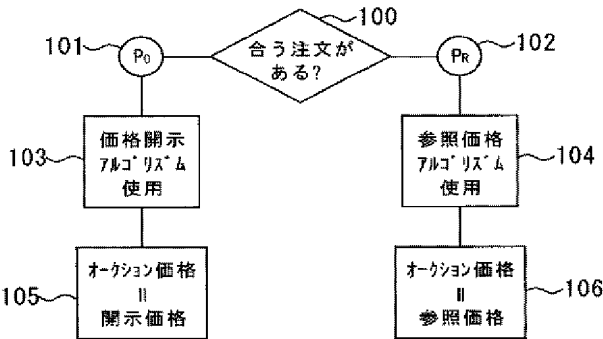 100
101
P0
合う注文が
ある?
PR
102
103
価格開示
アルゴリズム
使用
参照価格
アルゴリズム
使用
104
105
オークション価格
||
開示価格
オークション価格
||
参照価格
106